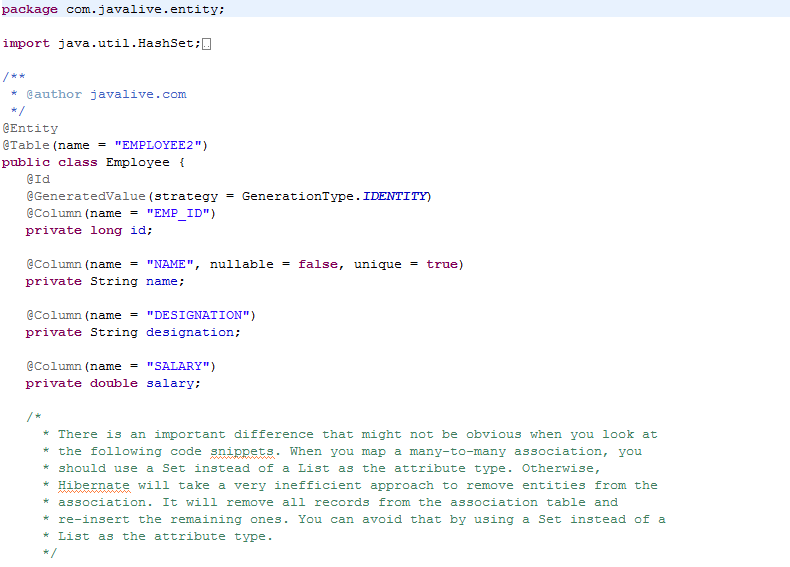 package com.javalive.entity;
import java.util.HashSet;
/**
* @author javalive.com
*/
@Entity
@Table(name = "EMPLOYEE2")
public class Employee {
@Id
@GeneratedValue(strategy = GenerationType.IDENTITY)
@Column(name = "EMP_ID")
private long id;
@Column(name = "NAME", nullable = false, unique = true)
private String name;
@Column(name = "DESIGNATION")
private String designation;
@Column(name = "SALARY")
private double salary;
/*
* There is an important difference that might not be obvious when you look at
* the following code snippets. When you map a many-to-many association, you
* should use a Set instead of a List as the attribute type. Otherwise,
* Hibernate will take a very inefficient approach to remove entities from the
* association. It will remove all records from the association table and
* re-insert the remaining ones. You can avoid that by using a Set instead of a
* List as the attribute type.
*/